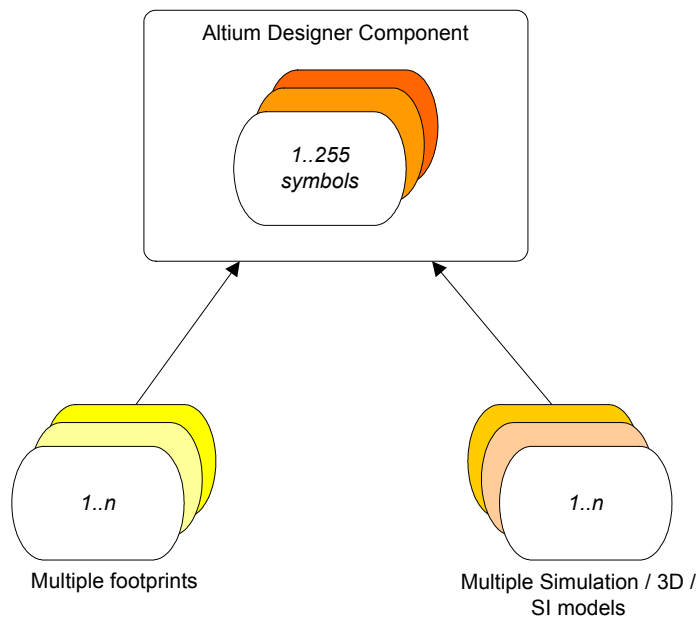 Altium Designer Component
1..255
symbols
1..n
Multiple footprints
1..n
Multiple Simulation / 3D /
SI models